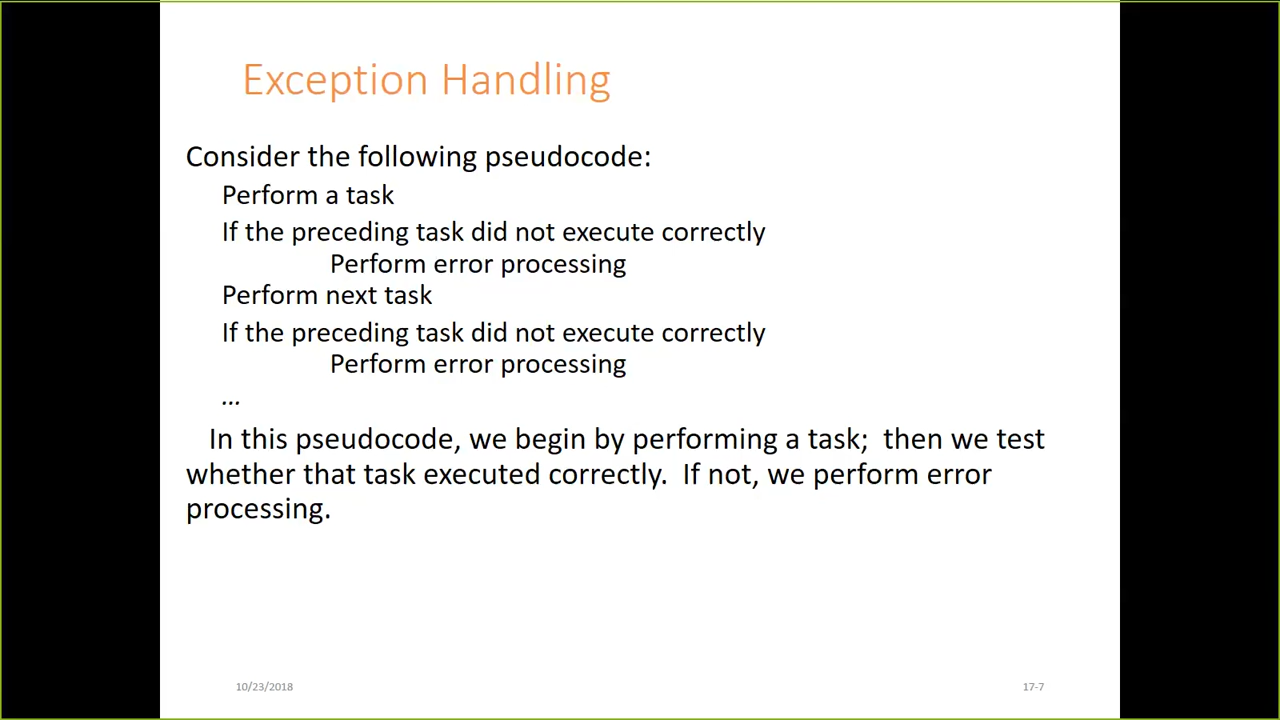 Exception Handling
Consider the following pseudocode:
Perform a task
If the preceding task did not execute correctly
Perform error processing
Perform next task
If the preceding task did not execute correctly
Perform error processing
…
In this pseudocode, we begin by performing a task;  then we test
whether that task executed correctly.  If not, we perform error
processing.
10/23/2018
17-7